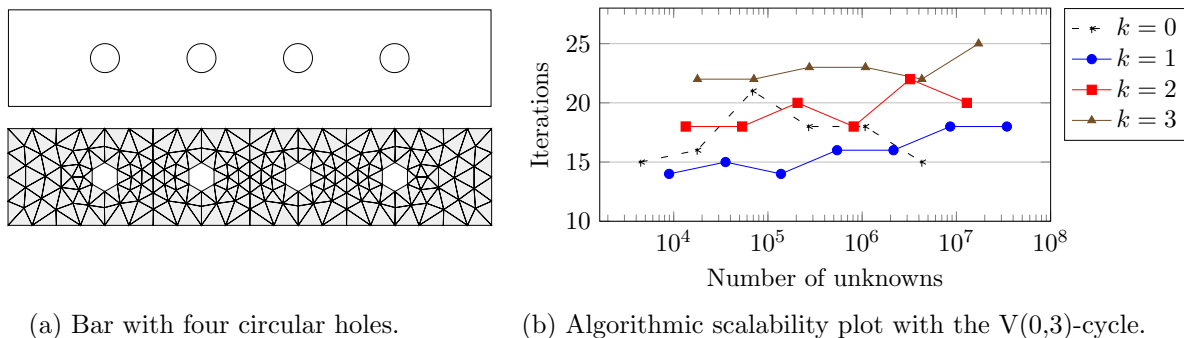 25
20
15
10
Iterations
10^4
10^5
10^6
10^7
10^8
Number of unknowns
k = 0
k = 1
k = 2
k = 3
(a) Bar with four circular holes.
(b) Algorithmic scalability plot with the V(0,3)-cycle.